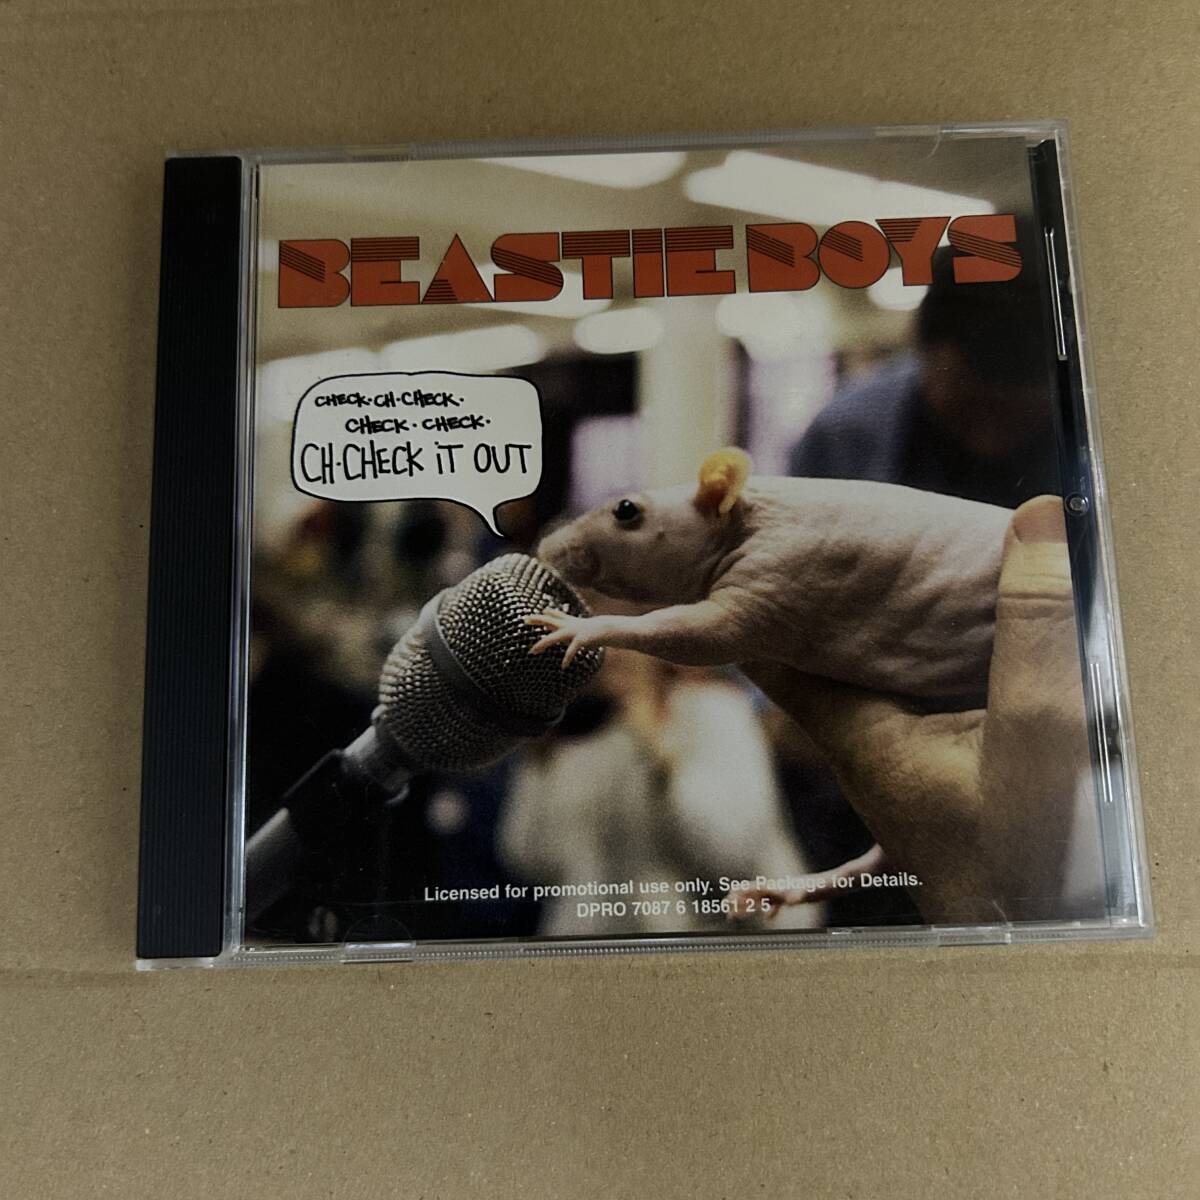 BEASTIE BOYS
CHECK·CH·CHECK·
CHECK·CHECK·
CH·CHECK iT OUT
Licensed for promotional use only. See Package for Details.
DPRO 7087 6 18561 2 5